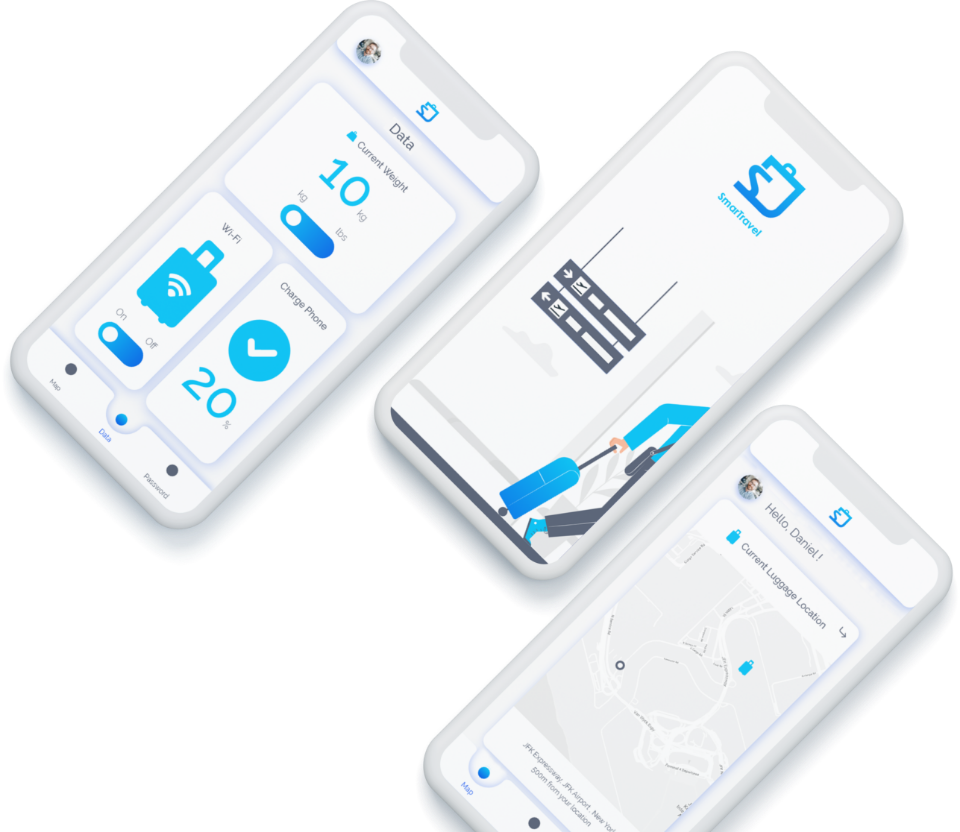 Data
Current Weight
10 kg
kg
lbs
Wi-Fi
On
Off
Charge Phone
20 %
Map
Data
Password
SmarTravel
Hello, Daniel !
Current Luggage Location
JFK Expressway, JFK Airport, New York
500m from your location
Map